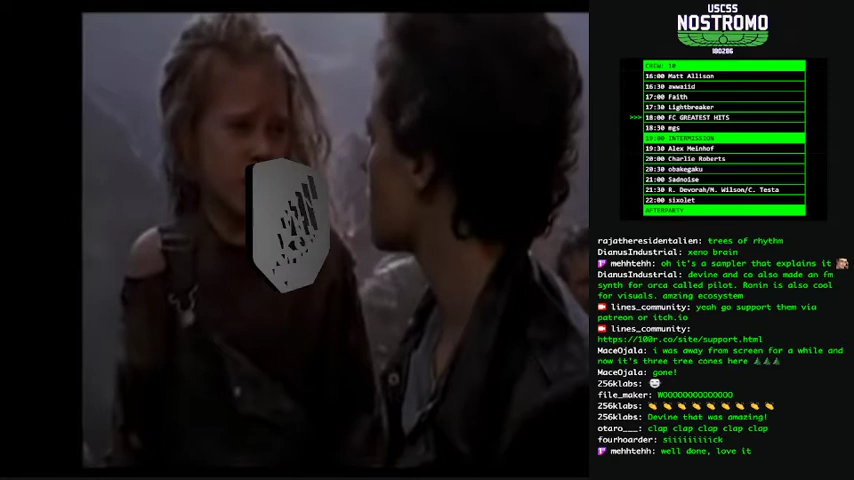 USCSS
NOSTROMO
180286
CREW: 10
16:00 Matt Allison
16:30 awwaiid
17:00 Faith
17:30 Lightbreaker
>>> 18:00 FC GREATEST HITS
18:30 mgs
19:00 INTERMISSION
19:30 Alex Meinhof
20:00 Charlie Roberts
20:30 obakegaku
21:00 Sadnoise
21:30 R. Devorah/M. Wilson/C. Testa
22:00 sixolet
AFTERPARTY
rajatheresidentalien: trees of rhythm
DianusIndustrial: xeno brain
mehhtehh: oh it's a sampler that explains it
DianusIndustrial: devine and co also made an fm
synth for orca called pilot. Ronin is also cool
for visuals. amzing ecosystem
lines_community: yeah go support them via
patreon or itch.io
lines_community:
https://100r.co/site/support.html
MaceOjala: i was away from screen for a while and
now it's three tree cones here 🌲🌲🌲
MaceOjala: gone!
256klabs:
file_maker: WOOOOOOOOOOOOOO
256klabs: 👏 👏 👏 👏 👏 👏 👏 👏 👏
256klabs: Devine that was amazing!
otaro___: clap clap clap clap clap
fourhoarder: siiiiiiiick
mehhtehh: well done, love it